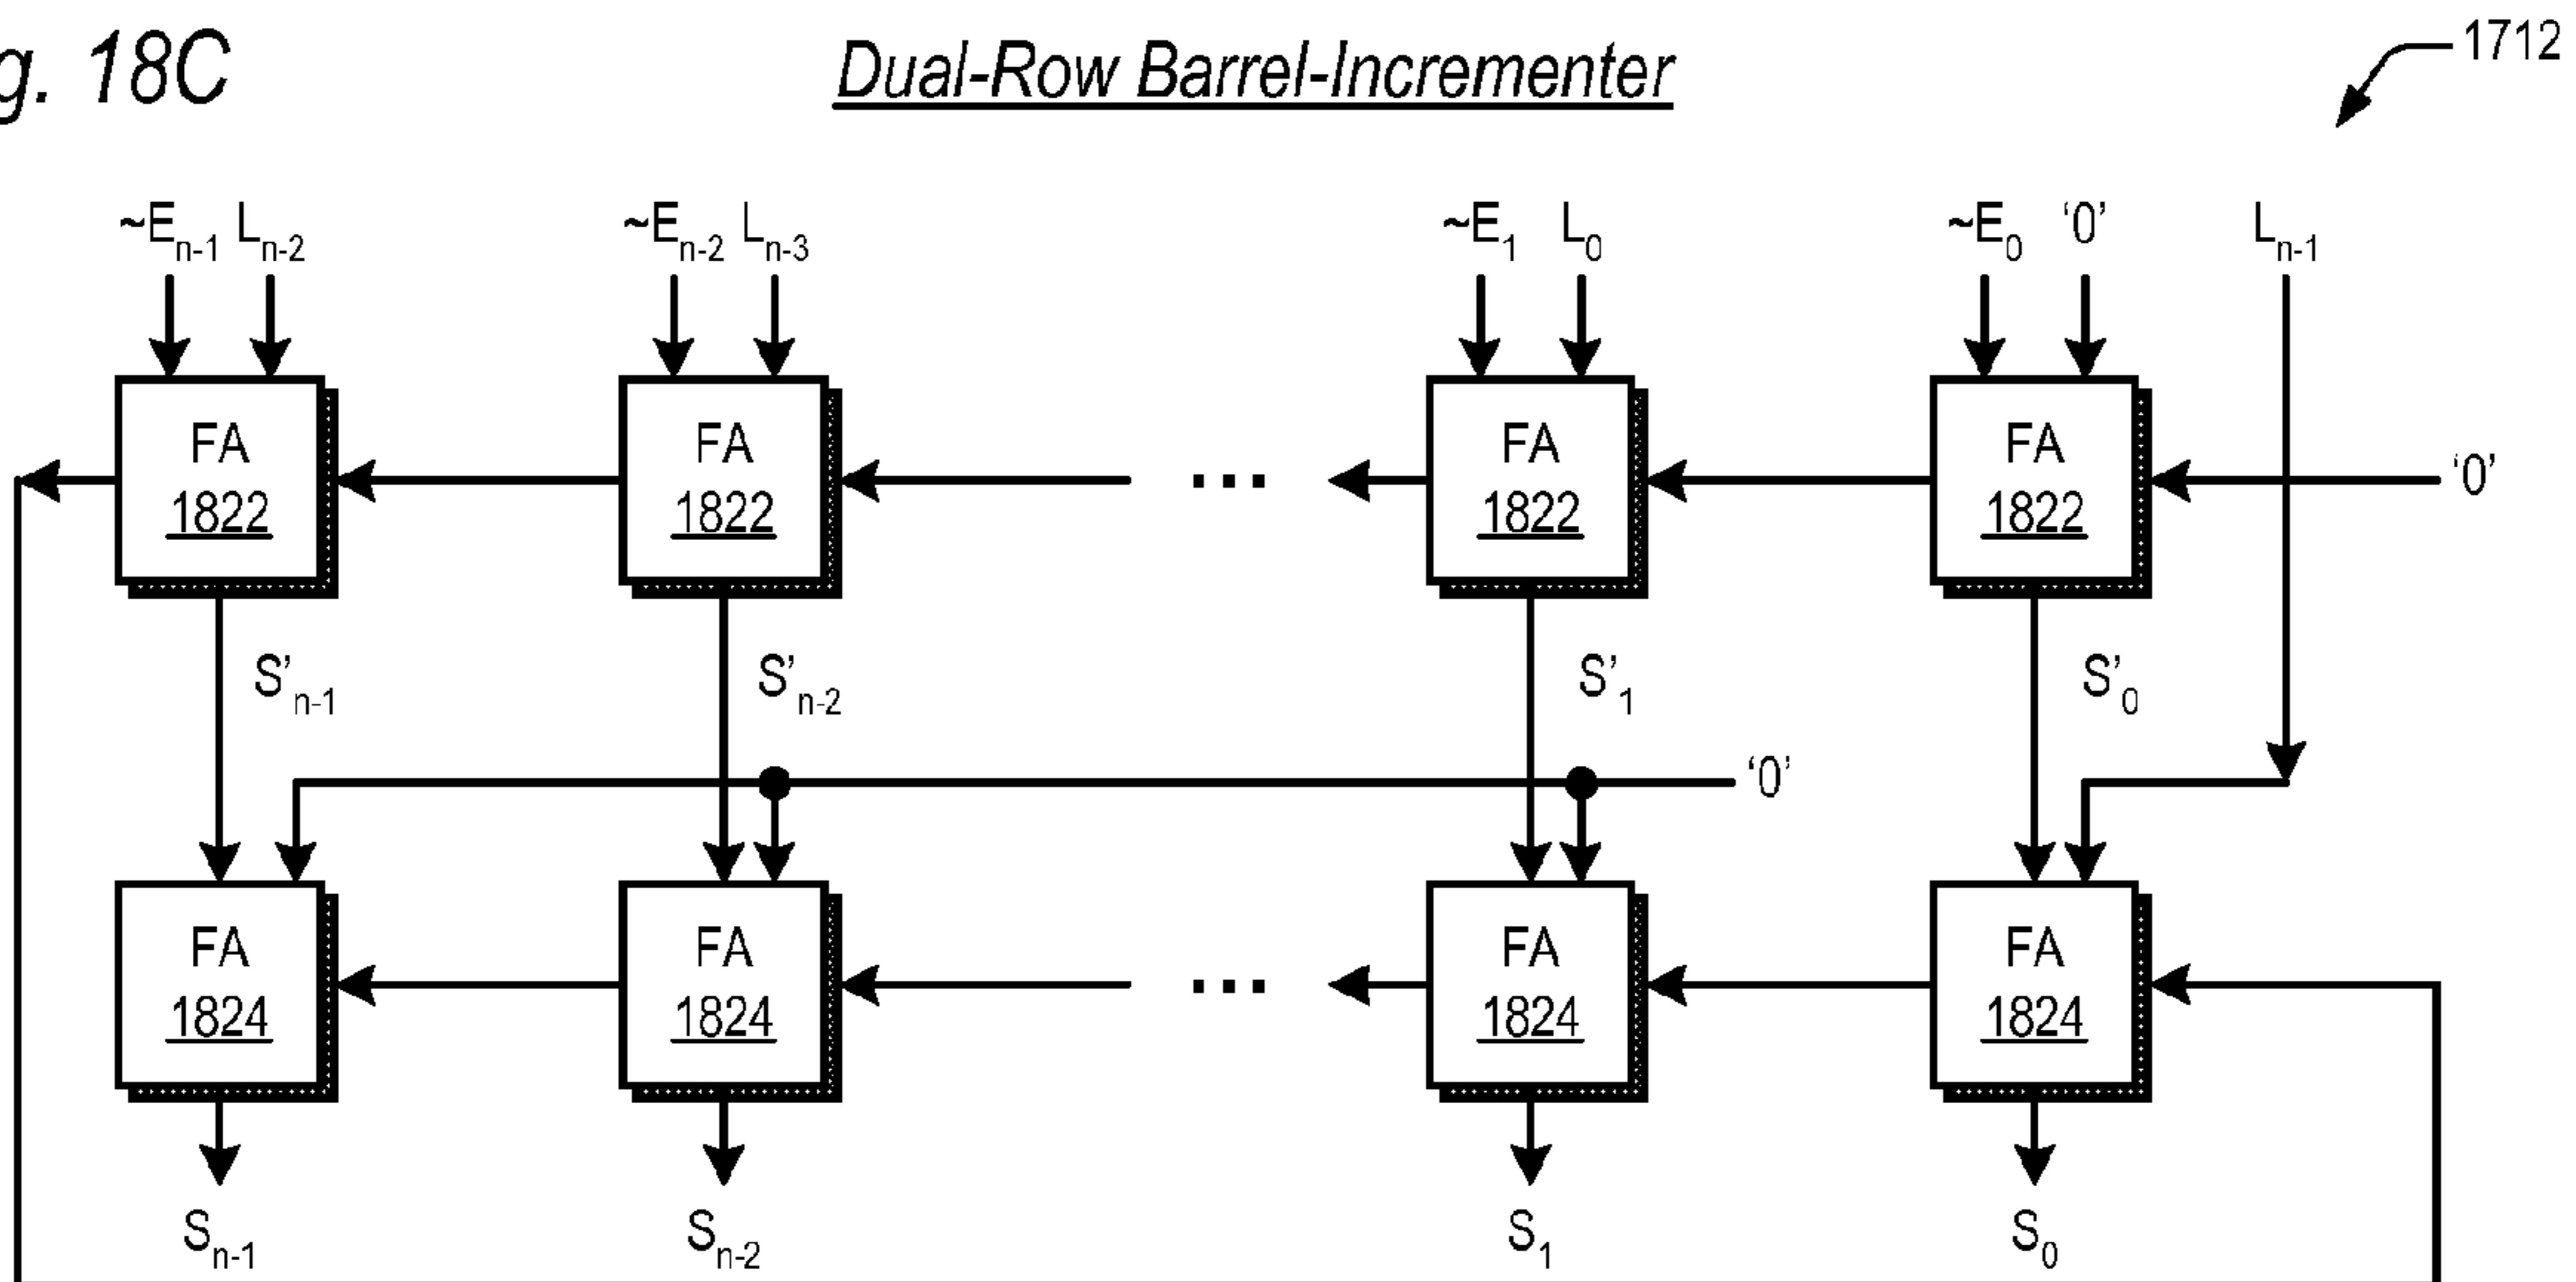 g. 18C
Dual-Row Barrel-Incrementer
1712
~Eₙ₋₁ Lₙ₋₂ ~Eₙ₋₂ Lₙ₋₃ ~E₁ L₀ ~E₀ ‘0’ Lₙ₋₁
FA FA FA FA
1822 1822 ... 1822 1822 ‘0’
S’ₙ₋₁ S’ₙ₋₂ S’₁ S’₀
‘0’
FA FA FA FA
1824 1824 ... 1824 1824
Sₙ₋₁ Sₙ₋₂ S₁ S₀